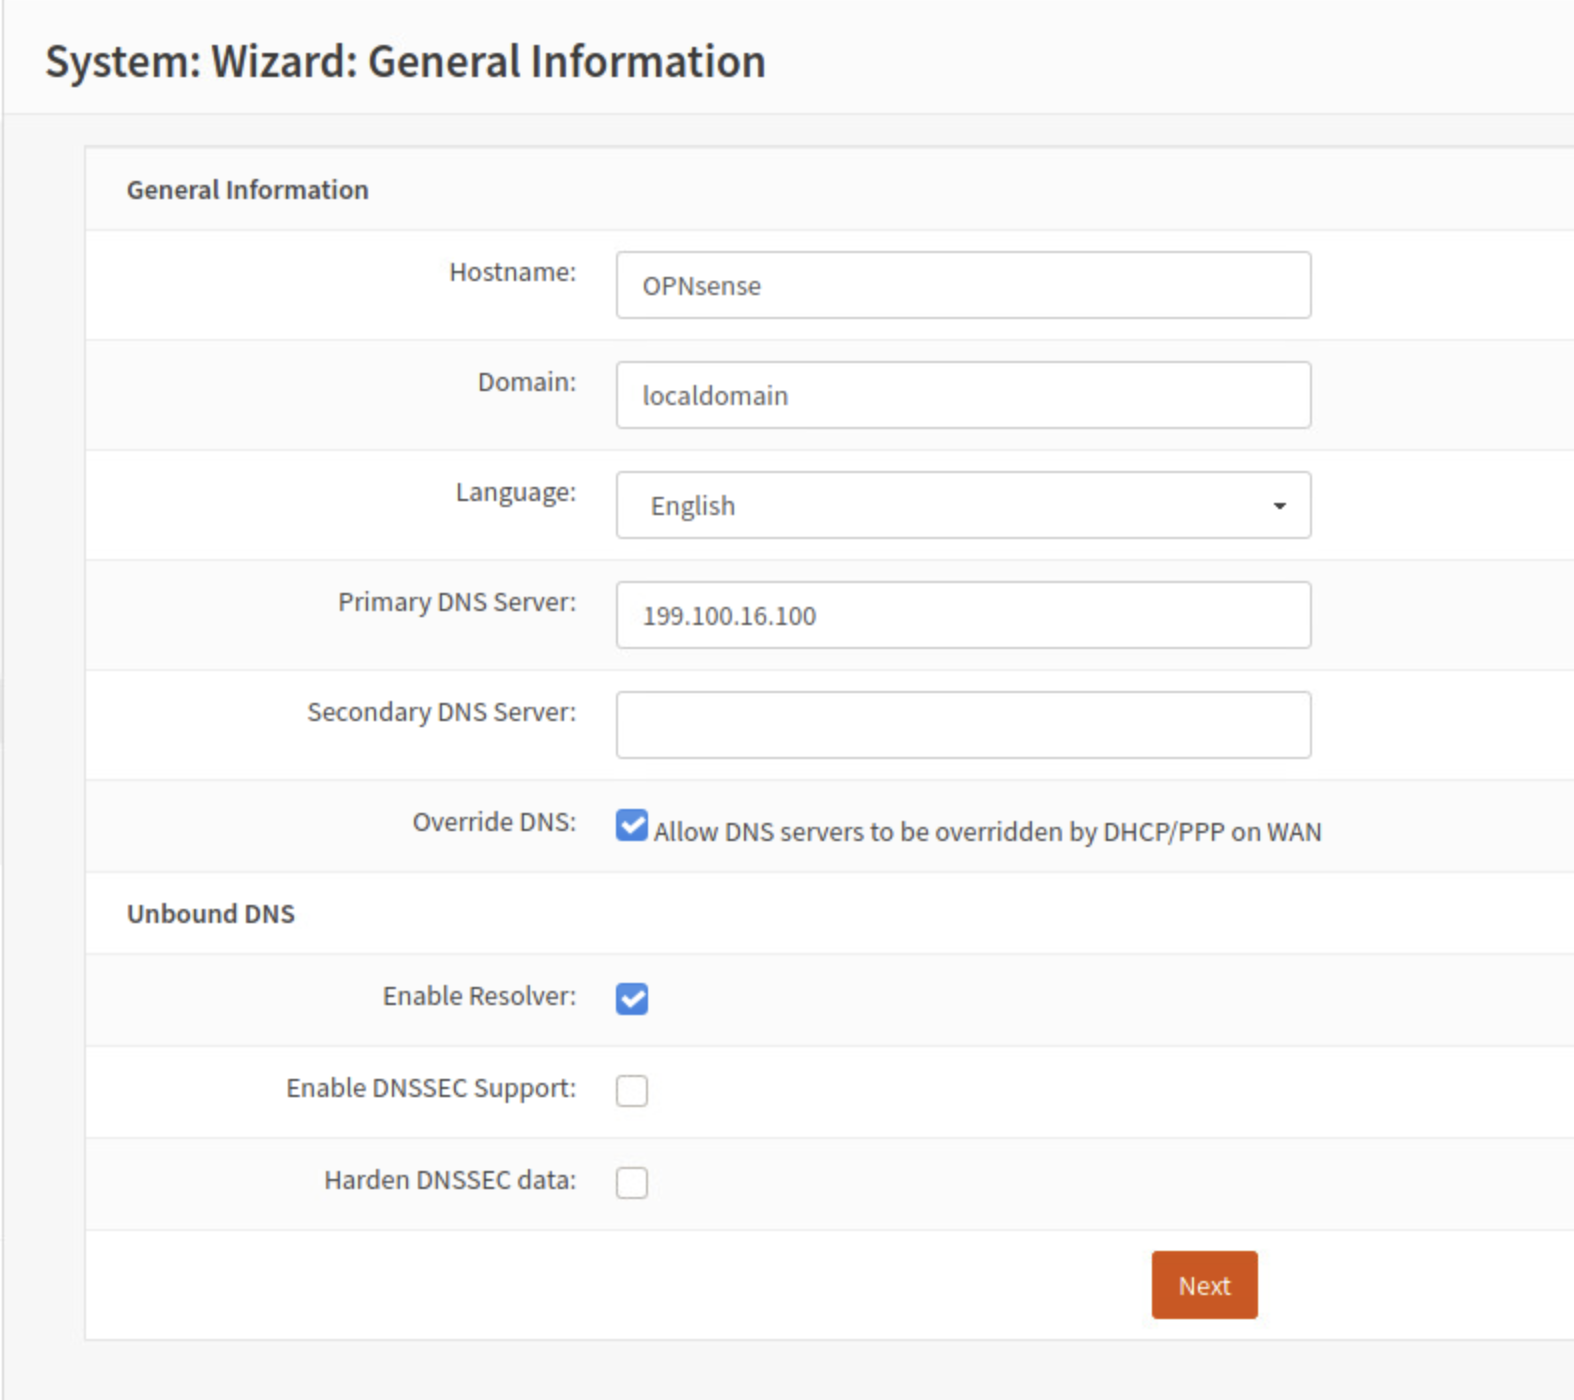 System: Wizard: General Information
General Information
Hostname: OPNsense
Domain: localdomain
Language: English
Primary DNS Server: 199.100.16.100
Secondary DNS Server:
Override DNS: Allow DNS servers to be overridden by DHCP/PPP on WAN
Unbound DNS
Enable Resolver:
Enable DNSSEC Support:
Harden DNSSEC data:
Next